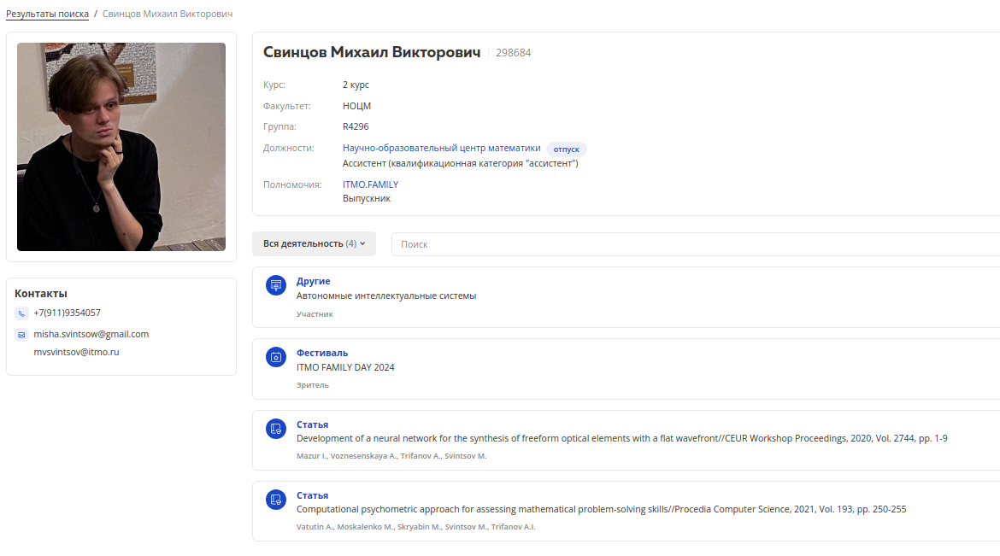 Результаты поиска / Свинцов Михаил Викторович
Свинцов Михаил Викторович 298684
Курс: 2 курс
Факультет: НОЦМ
Группа: R4296
Должности: Научно-образовательный центр математики отпуск
Ассистент (квалификационная категория "ассистент")
Полномочия: ITMO.FAMILY
Выпускник
Контакты
+7(911)9354057
misha.svintsow@gmail.com
mvsvintsov@itmo.ru
Вся деятельность (4)
Поиск
Другие
Автономные интеллектуальные системы
Участник
Фестиваль
ITMO FAMILY DAY 2024
Зритель
Статья
Development of a neural network for the synthesis of freeform optical elements with a flat wavefront//CEUR Workshop Proceedings, 2020, Vol. 2744, pp. 1-9
Mazur I., Voznesenskaya A., Trifanov A., Svintsov M.
Статья
Computational psychometric approach for assessing mathematical problem-solving skills//Procedia Computer Science, 2021, Vol. 193, pp. 250-255
Vatutin A., Moskalenko M., Skryabin M., Svintsov M., Trifanov A.I.